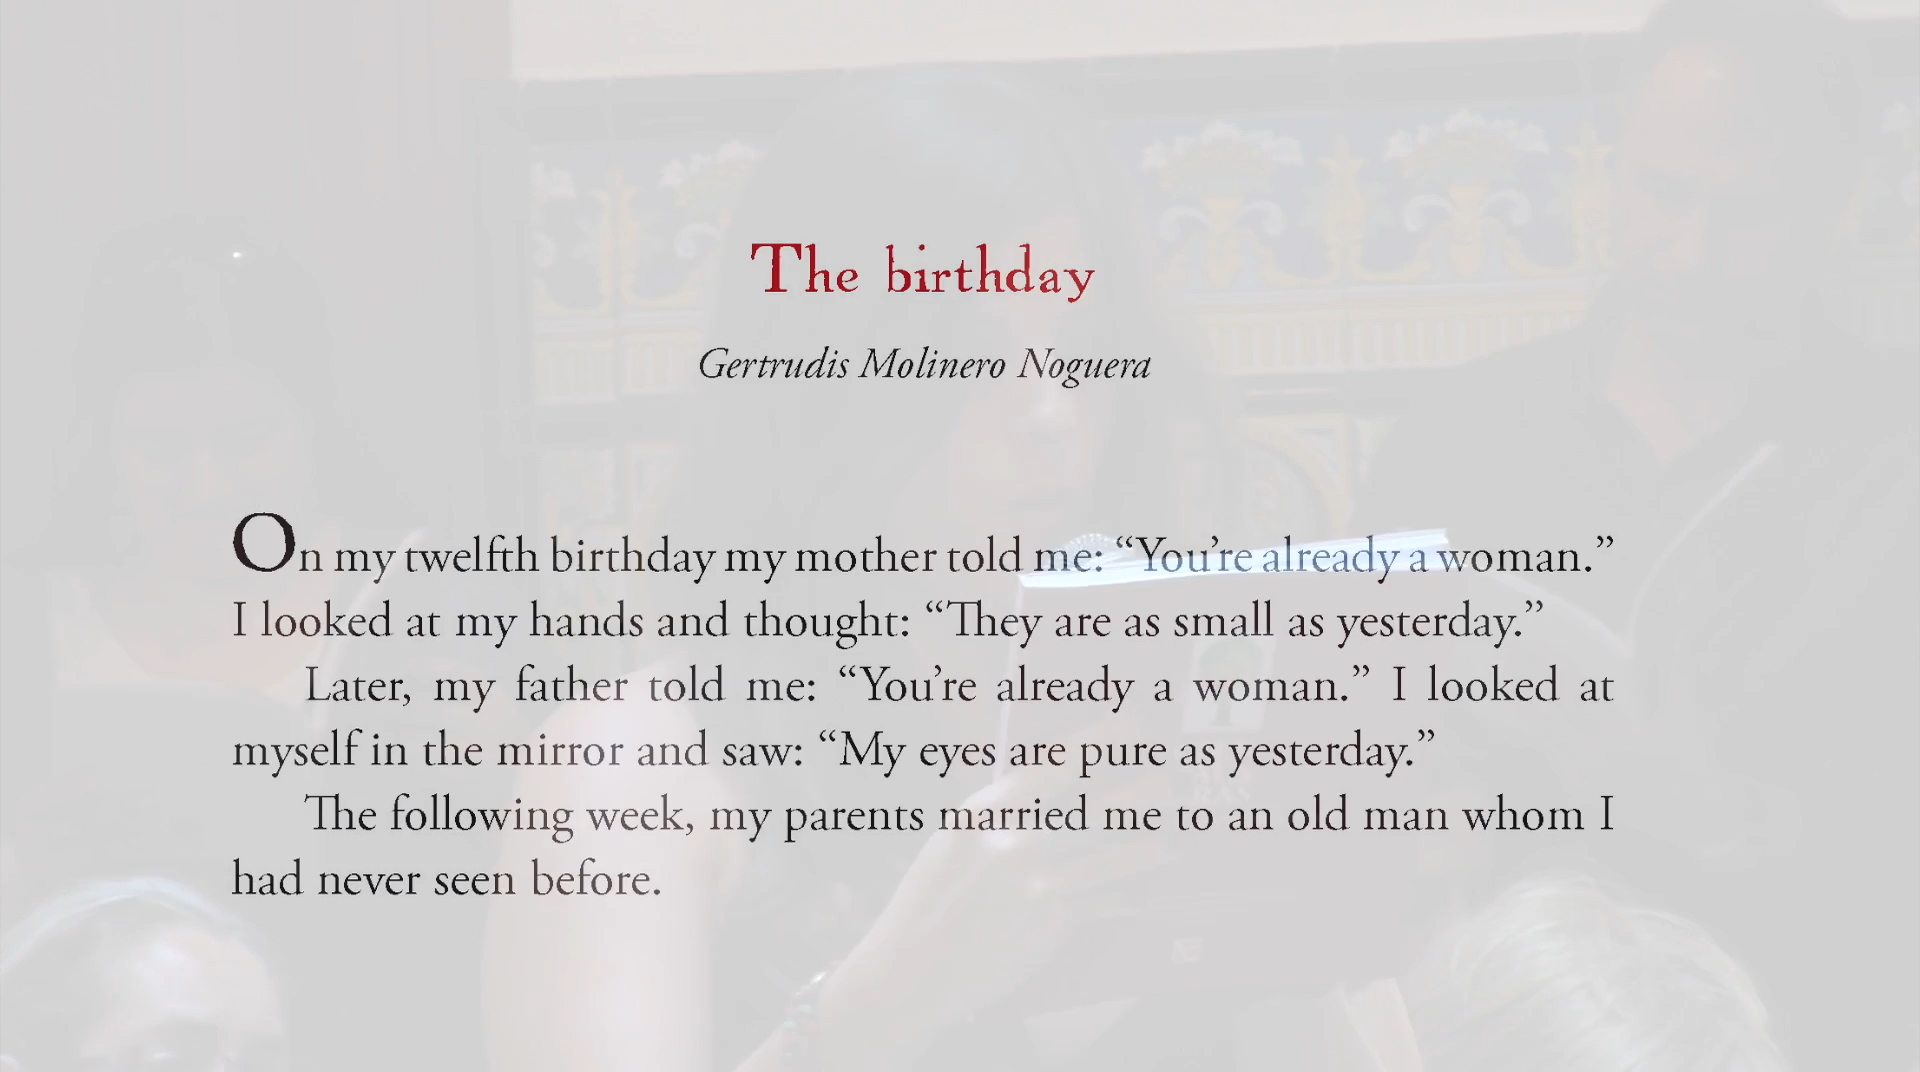 The birthday
Gertrudis Molinero Noguera
On my twelfth birthday my mother told me: “You’re already a woman.”
I looked at my hands and thought: “They are as small as yesterday.”
Later, my father told me: “You’re already a woman.” I looked at
myself in the mirror and saw: “My eyes are pure as yesterday.”
The following week, my parents married me to an old man whom I
had never seen before.